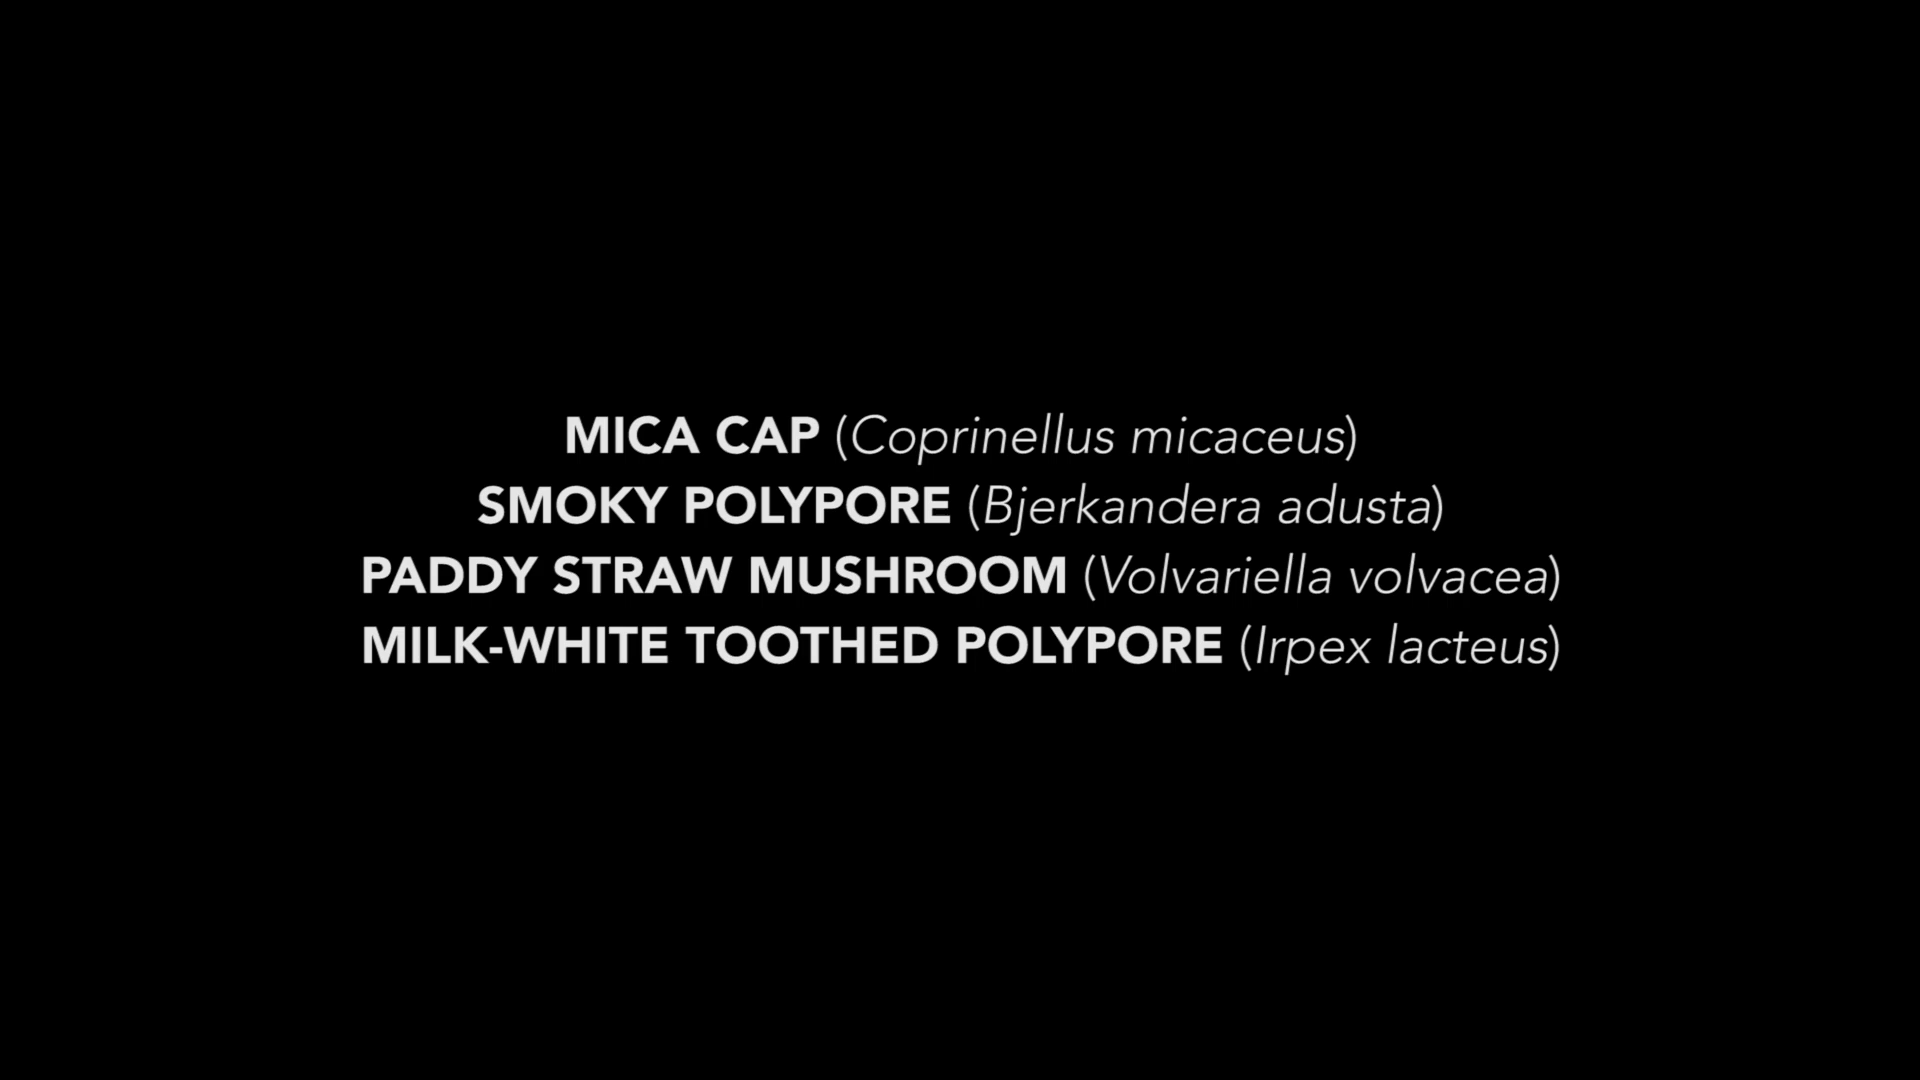 MICA CAP (Coprinellus micaceus)
SMOKY POLYPORE (Bjerkandera adusta)
PADDY STRAW MUSHROOM (Volvariella volvacea)
MILK-WHITE TOOTHED POLYPORE (Irpex lacteus)